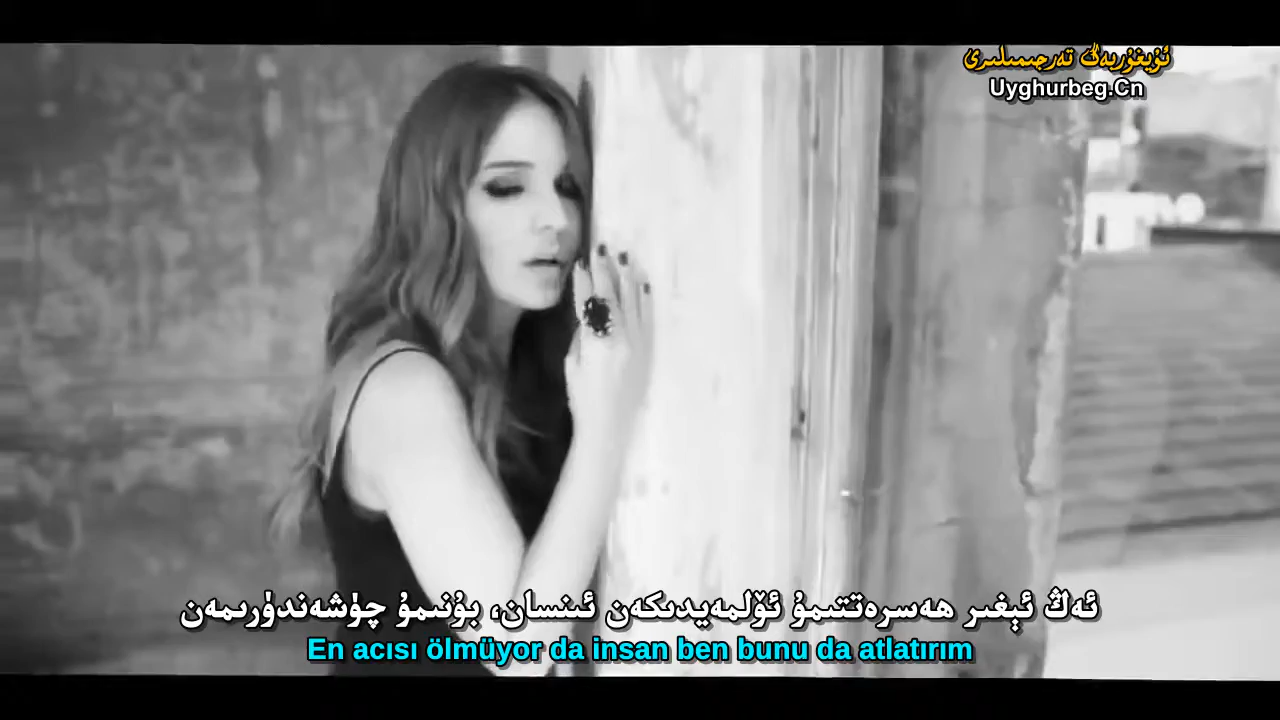 ئۇيغۇربەگ تەرجىمىلىرى
Uyghurbeg.Cn
ئەڭ ئېغىر ھەسرەتتىمۇ ئۆلمەيدىكەن ئىنسان، بۇنىمۇ چۈشەندۈرىمەن
En acısı ölmüyor da insan ben bunu da atlatırım